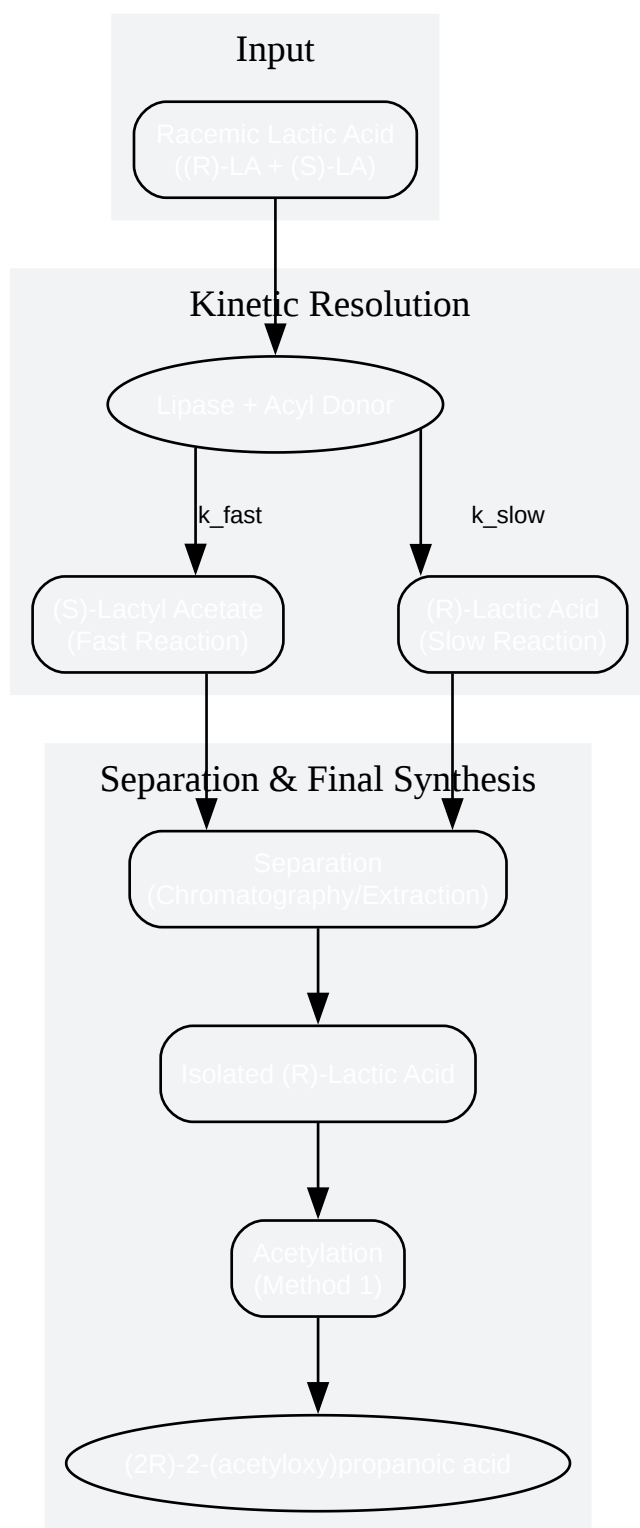 Input
Racemic Lactic Acid
((R)-LA + (S)-LA)
Kinetic Resolution
Lipase + Acyl Donor
k_fast
k_slow
(S)-Lactyl Acetate
(Fast Reaction)
(R)-Lactic Acid
(Slow Reaction)
Separation & Final Synthesis
Separation
(Chromatography/Extraction)
Isolated (R)-Lactic Acid
Acetylation
(Method 1)
(2R)-2-(acetyloxy)propanoic acid